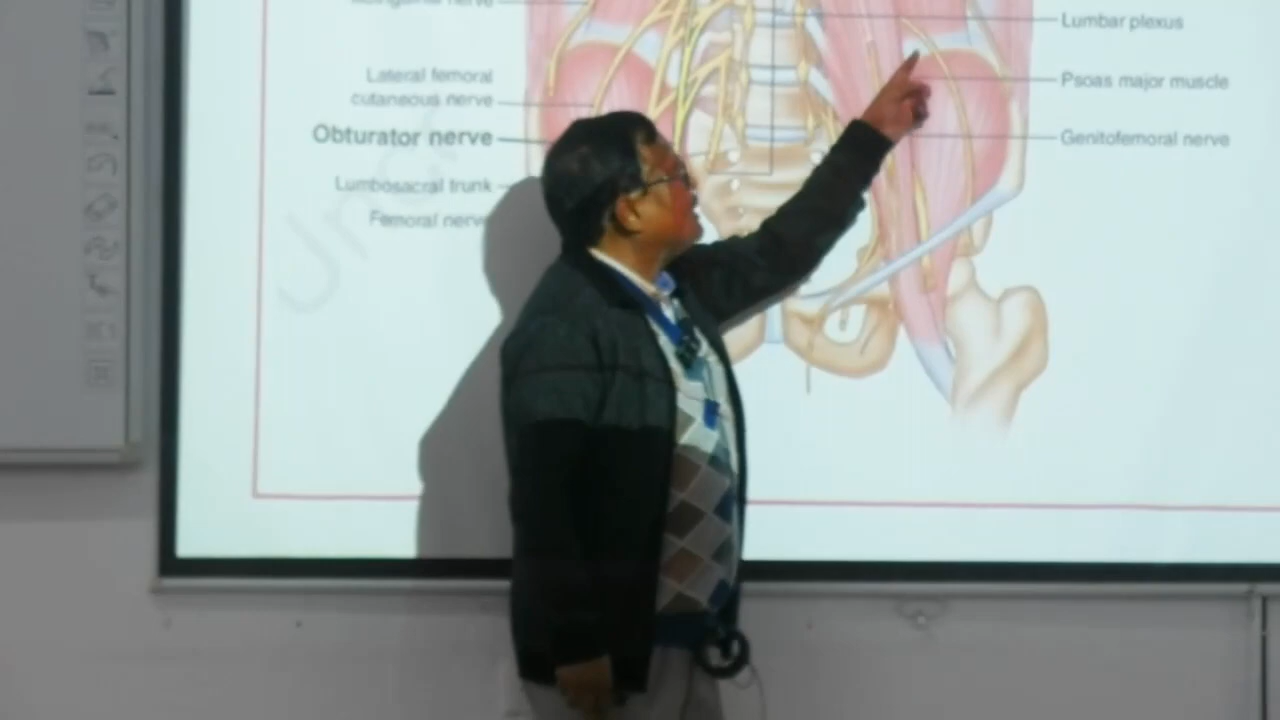 Lumbar plexus
Lateral femoral
cutaneous nerve
Psoas major muscle
Obturator nerve
Genitofemoral nerve
Lumbosacral trunk
Femoral nerve